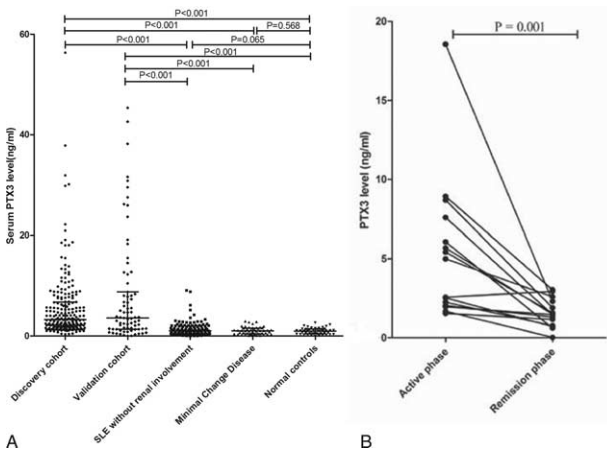 P<0.001
P<0.001
P=0.568
P<0.001
P=0.065
P<0.001
P<0.001
P<0.001
60
40
20
0
Serum PTX3 level(ng/ml)
Discovery cohort
Validation cohort
SLE without renal involvement
Minimal Change Disease
Normal controls
A
P = 0.001
20
15
10
5
0
PTX3 level (ng/ml)
Active phase
Remission phase
B